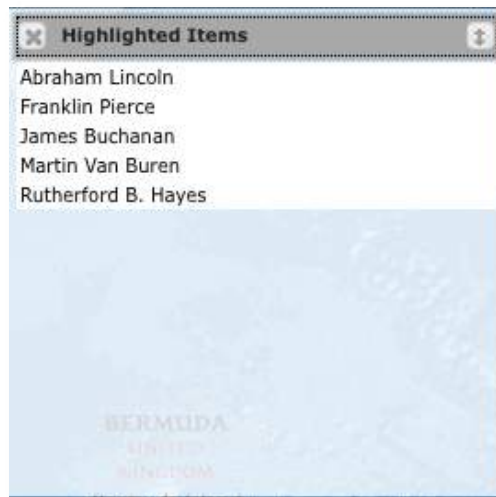 Highlighted Items
Abraham Lincoln
Franklin Pierce
James Buchanan
Martin Van Buren
Rutherford B. Hayes
BERMUDA
UNITED
KINGDOM